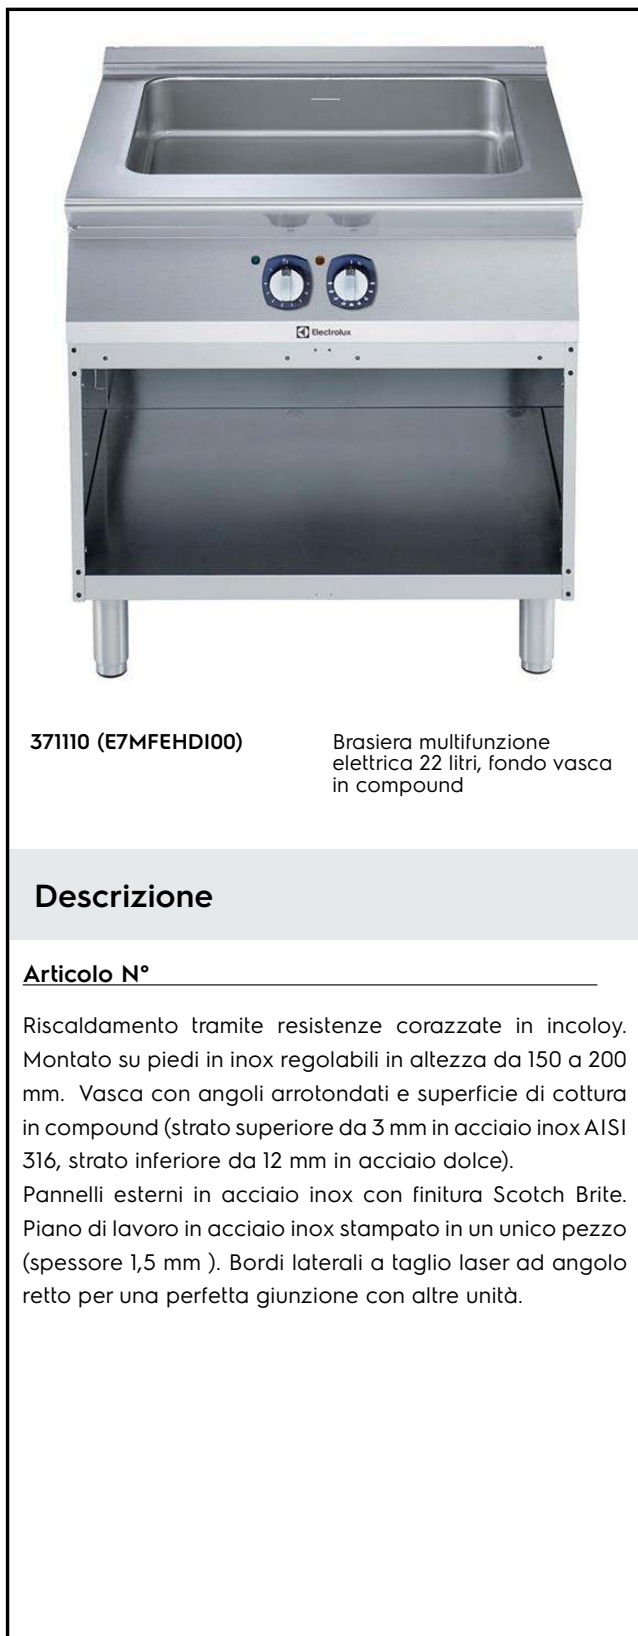 Electrolux
371110 (E7MFEHDI00)
Brasiera multifunzione
elettrica 22 litri, fondo vasca
in compound
Descrizione
Articolo N°
Riscaldamento tramite resistenze corazzate in incoloy.
Montato su piedi in inox regolabili in altezza da 150 a 200
mm. Vasca con angoli arrotondati e superficie di cottura
in compound (strato superiore da 3 mm in acciaio inox AISI
316, strato inferiore da 12 mm in acciaio dolce).
Pannelli esterni in acciaio inox con finitura Scotch Brite.
Piano di lavoro in acciaio inox stampato in un unico pezzo
(spessore 1,5 mm ). Bordi laterali a taglio laser ad angolo
retto per una perfetta giunzione con altre unità.